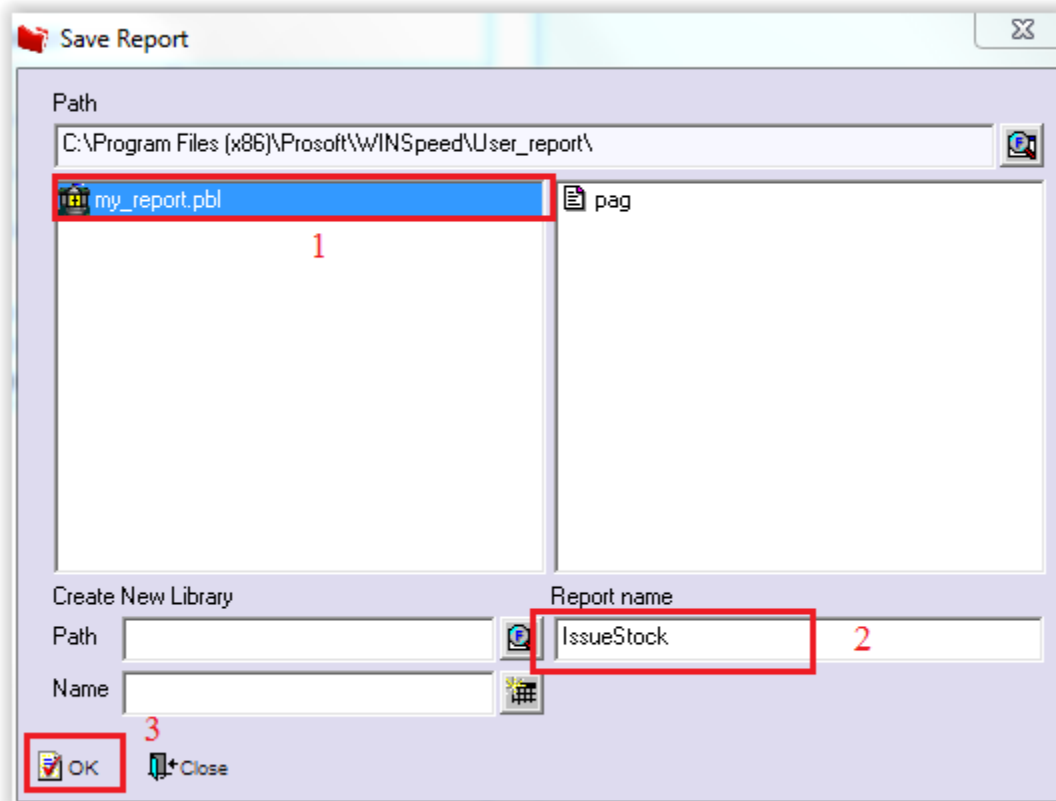 Save Report
Path
C:\Program Files (x86)\Prosoft\WINSpeed\User_report\
my_report.pbl
pag
1
Create New Library
Report name
Path
IssueStock
2
Name
3
OK
Close